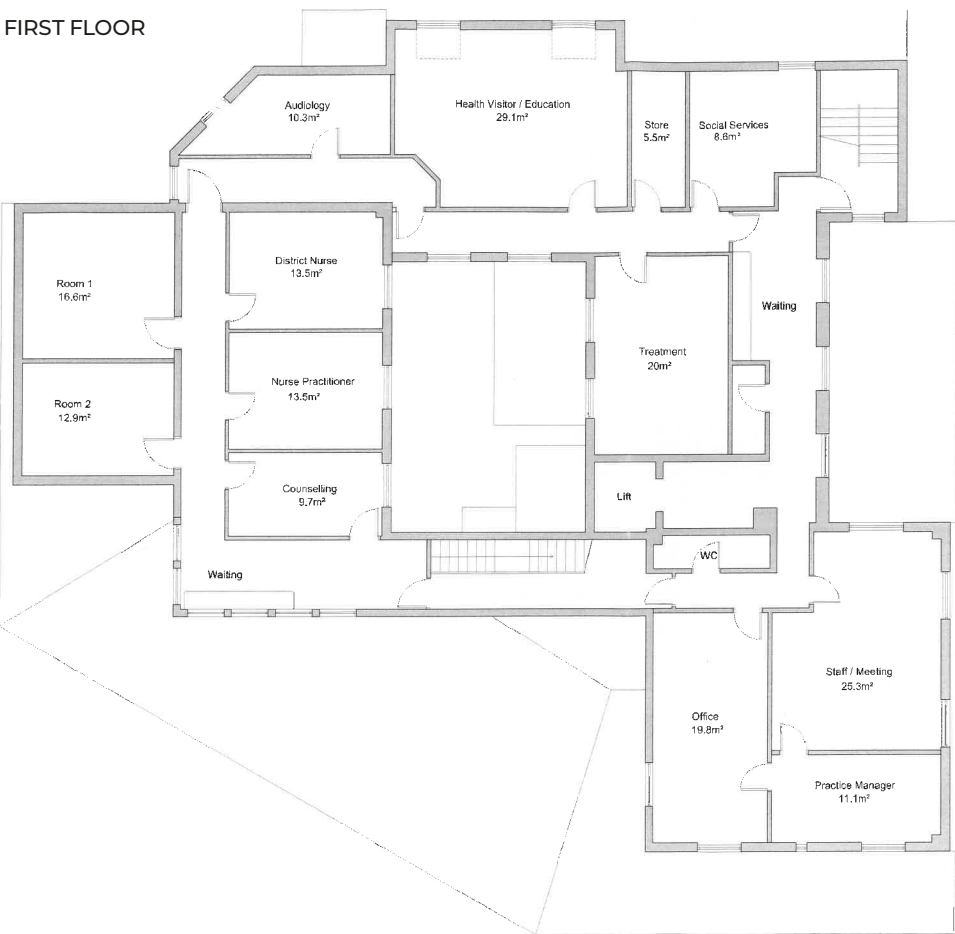 FIRST FLOOR
Audiology
10.3m²
Health Visitor / Education
29.1m²
Store
5.5m²
Social Services
8.6m²
District Nurse
13.5m²
Room 1
16.6m²
Waiting
Treatment
20m²
Nurse Practitioner
13.5m²
Room 2
12.9m²
Counselling
9.7m²
Lift
WC
Waiting
Staff / Meeting
25.3m²
Office
19.8m²
Practice Manager
11.1m²